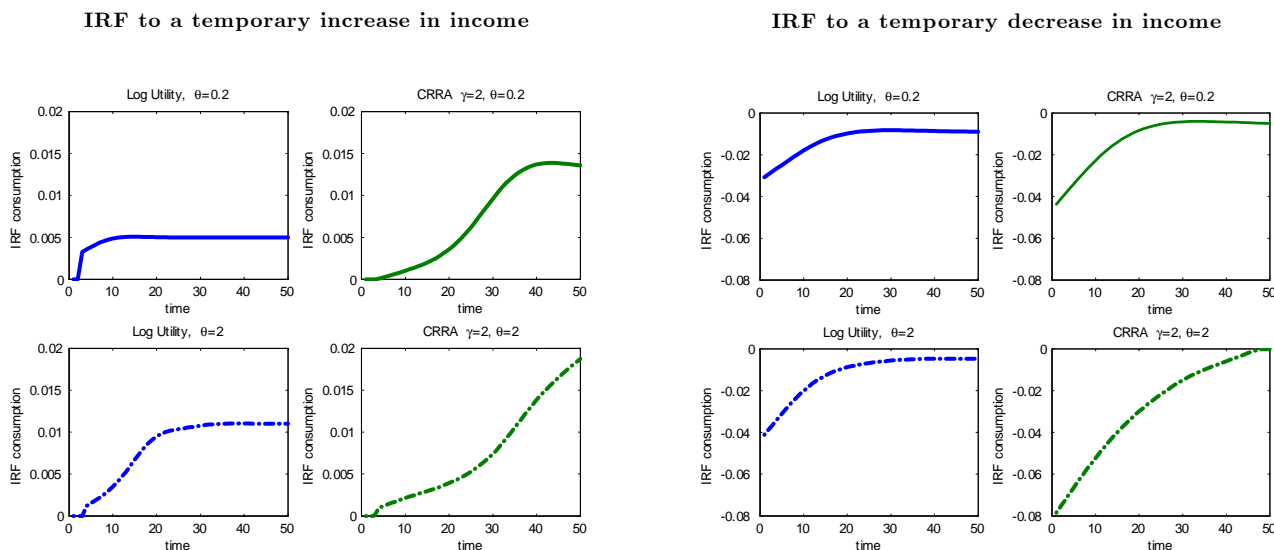 IRF to a temporary increase in income
Log Utility, θ=0.2
IRF consumption
0.02
0.015
0.01
0.005
0
0 10 20 30 40 50
time
CRRA γ=2, θ=0.2
IRF consumption
0.02
0.015
0.01
0.005
0
0 10 20 30 40 50
time
Log Utility, θ=2
IRF consumption
0.02
0.015
0.01
0.005
0
0 10 20 30 40 50
time
CRRA γ=2, θ=2
IRF consumption
0.02
0.015
0.01
0.005
0
0 10 20 30 40 50
time
IRF to a temporary decrease in income
Log Utility, θ=0.2
IRF consumption
0
-0.02
-0.04
-0.06
-0.08
0 10 20 30 40 50
time
CRRA γ=2, θ=0.2
IRF consumption
0
-0.02
-0.04
-0.06
-0.08
0 10 20 30 40 50
time
Log Utility, θ=2
IRF consumption
0
-0.02
-0.04
-0.06
-0.08
0 10 20 30 40 50
time
CRRA γ=2, θ=2
IRF consumption
0
-0.02
-0.04
-0.06
-0.08
0 10 20 30 40 50
time